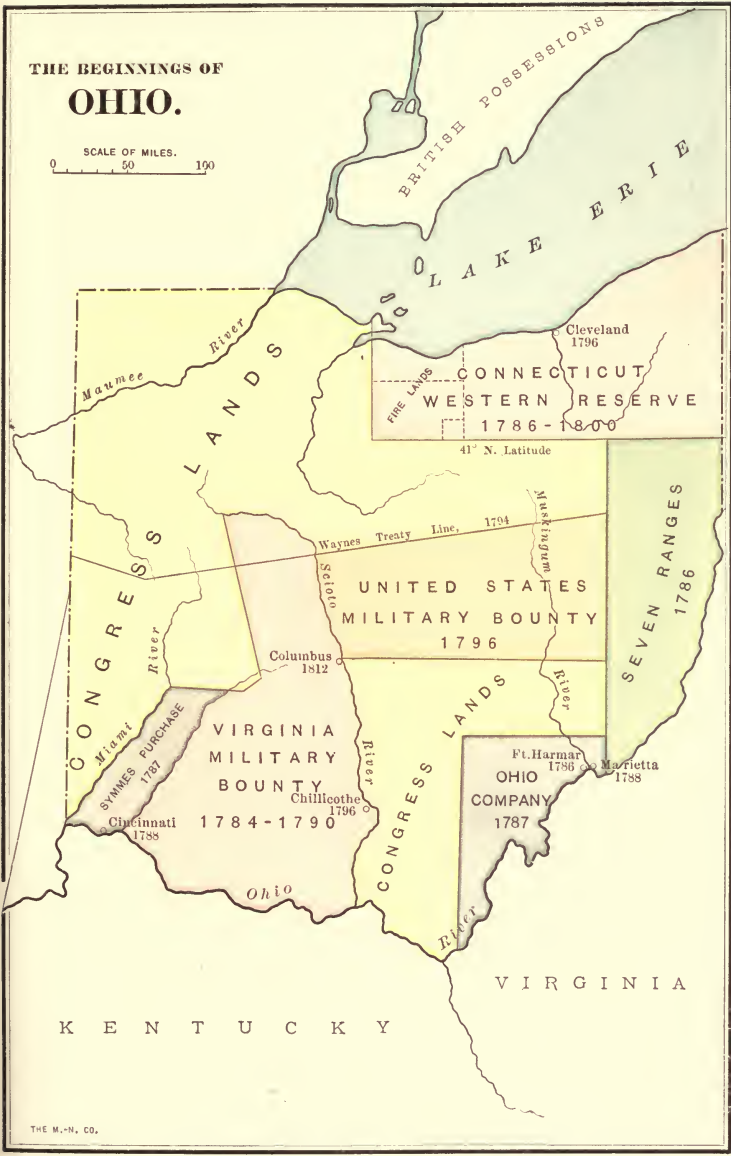 THE BEGINNINGS OF
OHIO.
SCALE OF MILES.
0 50 100
BRITISH POSSESSIONS
LAKE ERIE
Maumee River
Cleveland
1796
FIRE LANDS
CONNECTICUT
WESTERN RESERVE
1786-1800
41° N. Latitude
CONGRESS LANDS
Waynes Treaty Line, 1794
Muskingum River
Scioto River
UNITED STATES
MILITARY BOUNTY
1796
SEVEN RANGES
1786
Columbus
1812
Miami River
SYMMES PURCHASE
1787
VIRGINIA
MILITARY
BOUNTY
1784-1790
Chillicothe
1796
CONGRESS LANDS
Ft. Harmar
1786
Marietta
1788
OHIO
COMPANY
1787
Cincinnati
1788
Ohio River
VIRGINIA
KENTUCKY
THE M.-N. CO.